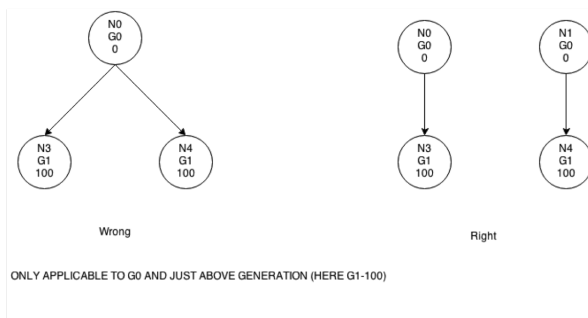 N0
G0
0
N3
G1
100
N4
G1
100
Wrong
N0
G0
0
N1
G0
0
N3
G1
100
N4
G1
100
Right
ONLY APPLICABLE TO G0 AND JUST ABOVE GENERATION (HERE G1-100)